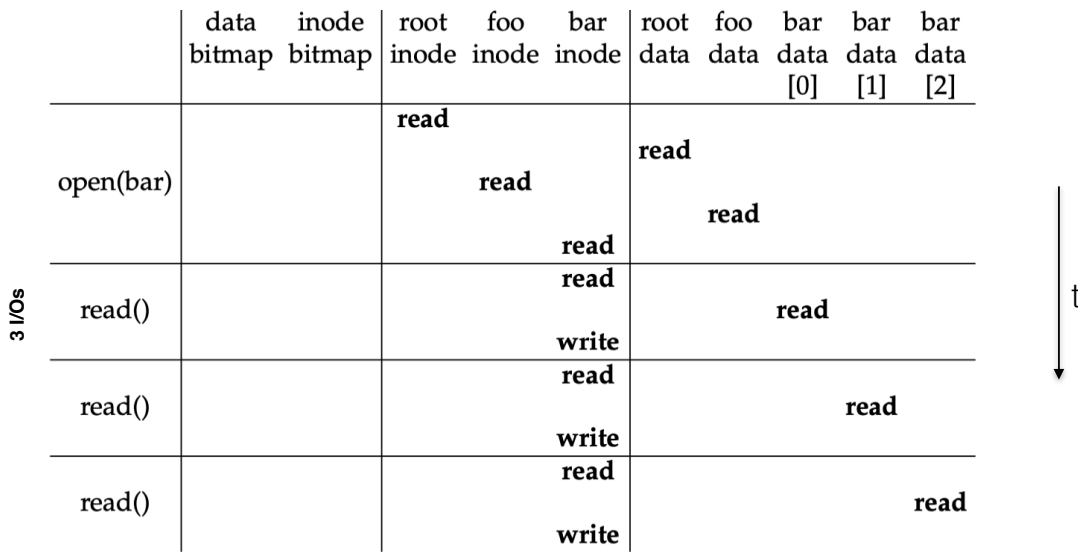 data inode root foo bar root foo bar bar bar
bitmap bitmap inode inode inode data data data data data
[0] [1] [2]
read
read
open(bar) read
read
read
read
3 I/Os read() read t
write
read
read() read
write
read
read() read
write